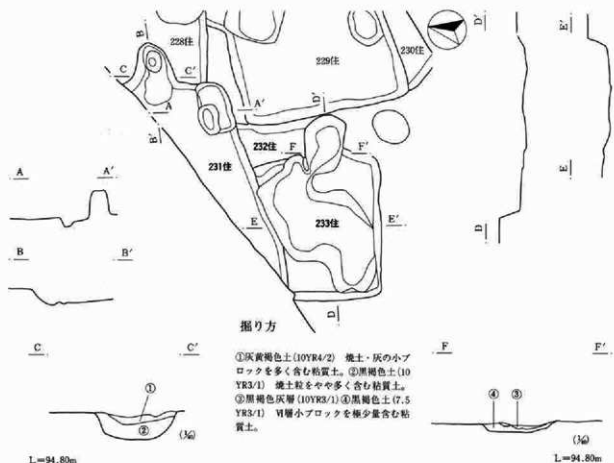 228住
229住
230住
231住
232住
233住
B
C
C'
A
A'
B'
D'
F
F'
E
E'
D
D'
E'
E
D
A
A'
B
B'
掘り方
①灰黄褐色土(10YR4/2) 焼土・灰の小ブ
ロックを多く含む粘質土。②黒褐色土(10
YR3/1) 焼土粒をやや多く含む粘質土。
③黒褐色灰層(10YR3/1)④黒褐色土(7.5
YR3/1) Ⅵ層小ブロックを極少量含む粘
質土。
C
C'
①
②
L=94.80m
F
F'
④
③
L=94.80m